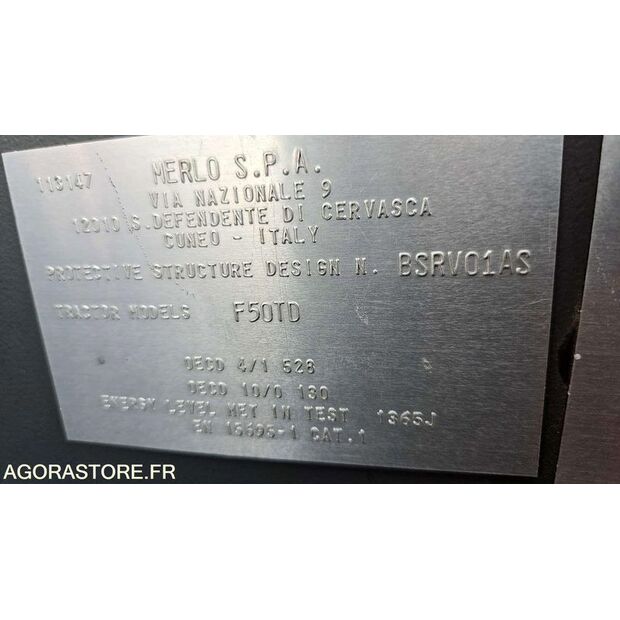 113147 MERLO S.P.A.
VIA NAZIONALE 9
12010 S.DEFENDENTE DI CERVASCA
CUNEO - ITALY
PROTECTIVE STRUCTURE DESIGN N. BSRV01AS
TRACTOR MODELS F50TD
OECD 4/1 528
OECD 10/0 130
ENERGY LEVEL MET IN TEST 1365J
EN 15695-1 CAT.1
AGORASTORE.FR